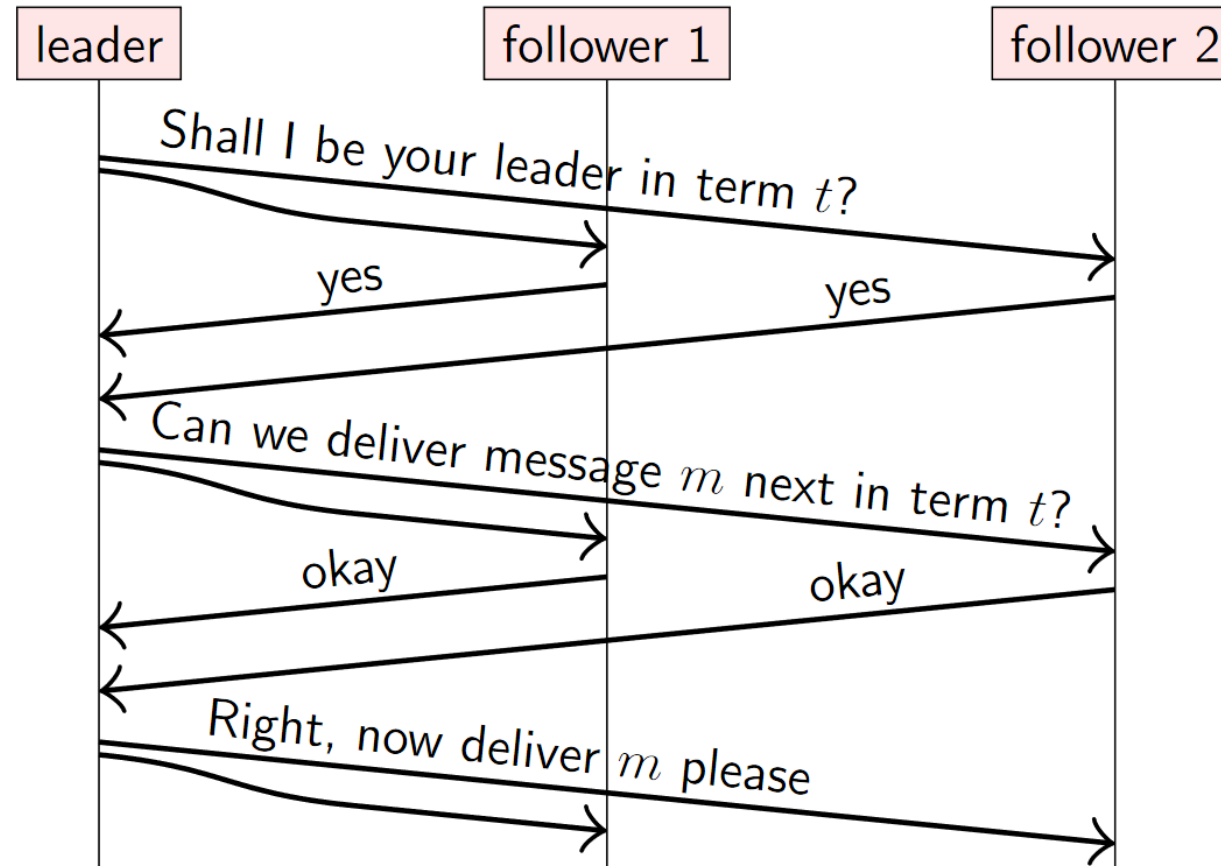 leader
follower 1
follower 2
Shall I be your leader in term t?
yes
yes
Can we deliver message m next in term t?
okay
okay
Right, now deliver m please